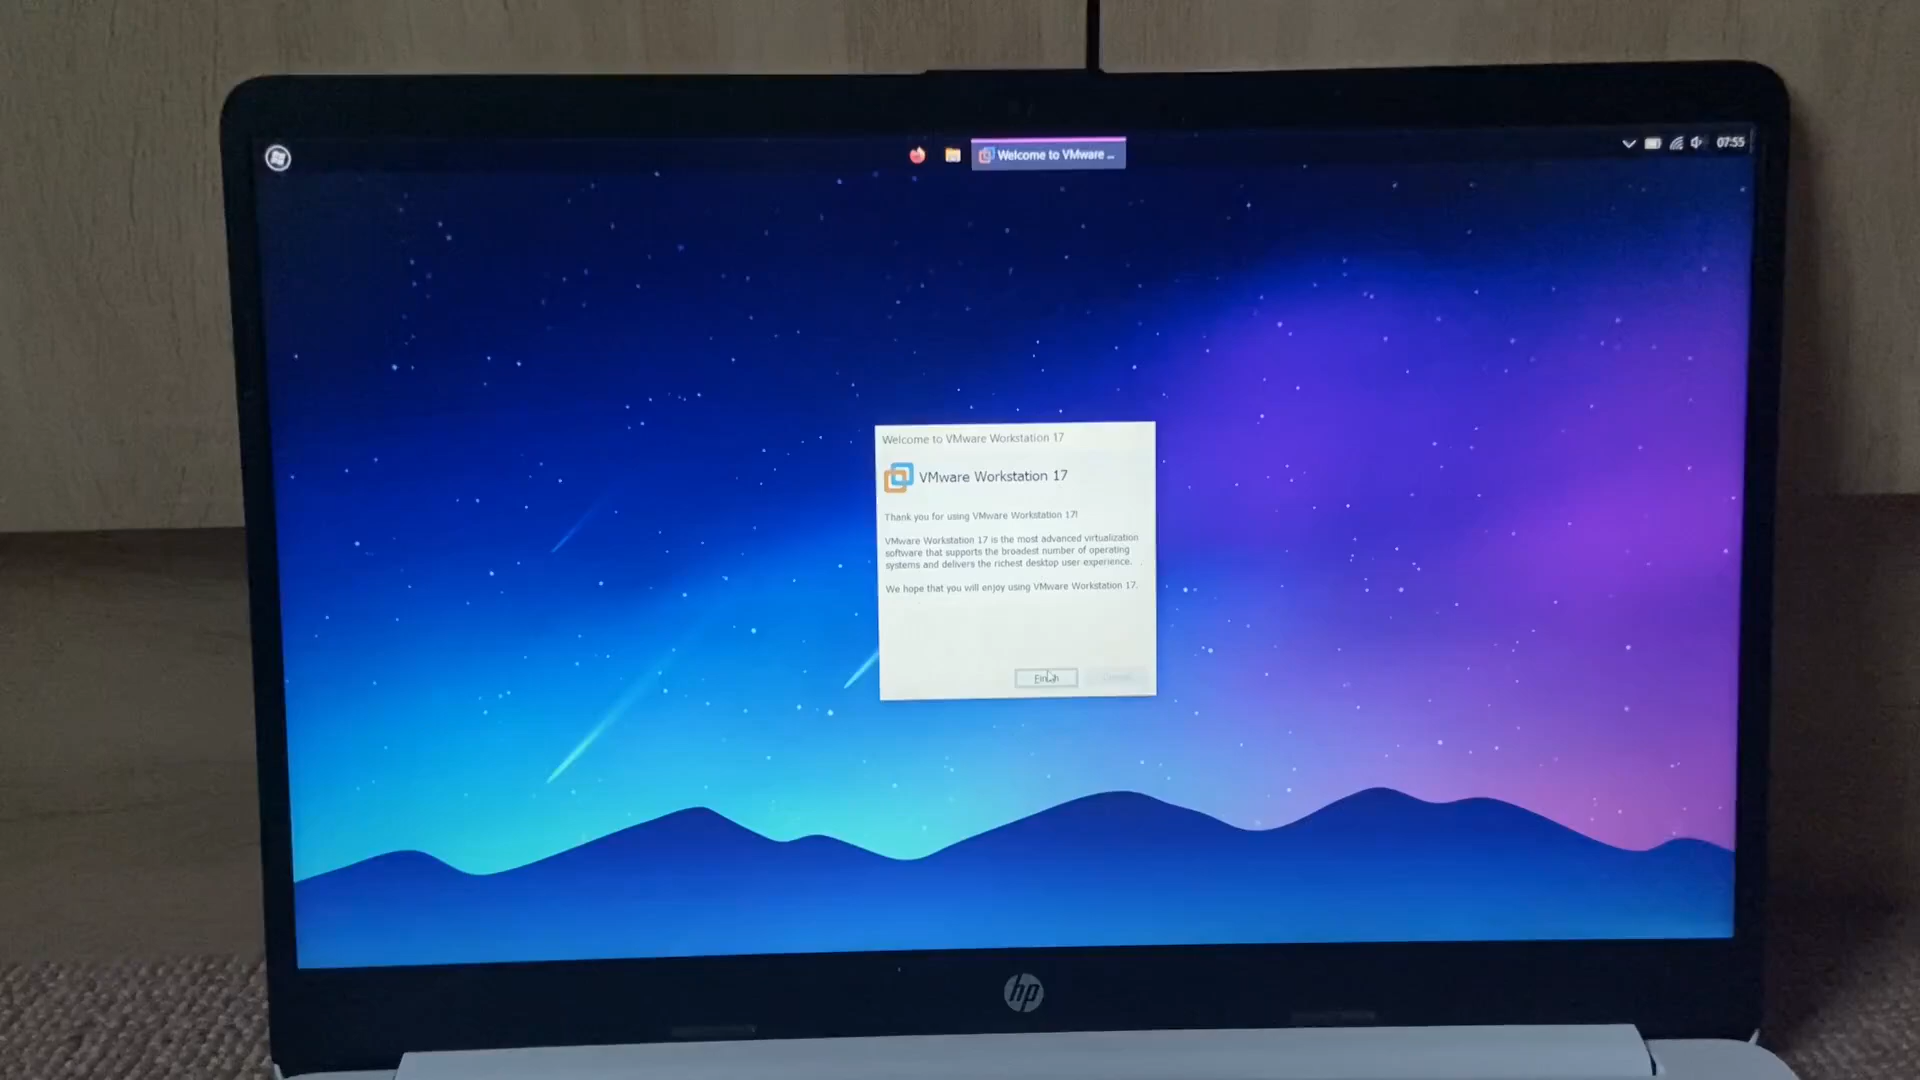 Welcome to VMware ...
07:55
Welcome to VMware Workstation 17
VMware Workstation 17
Thank you for using VMware Workstation 17!
VMware Workstation 17 is the most advanced virtualization
software that supports the broadest number of operating
systems and delivers the richest desktop user experience.
We hope that you will enjoy using VMware Workstation 17.
Finish
hp